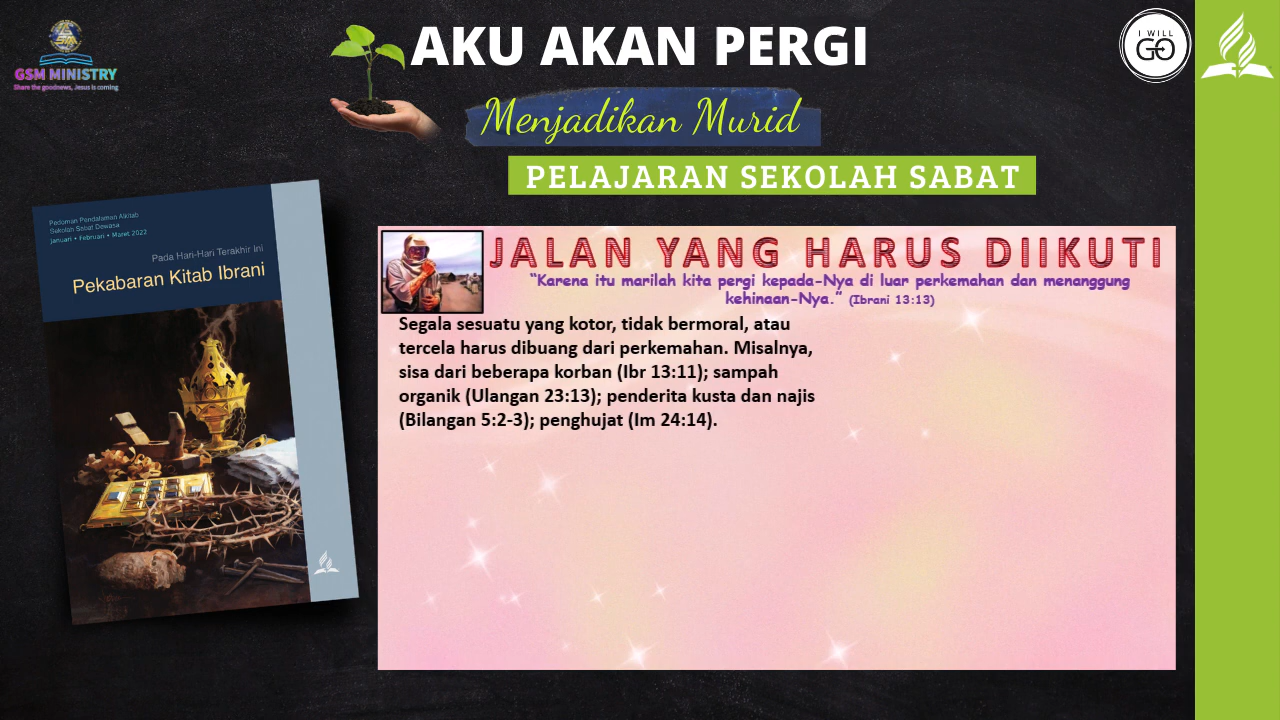 GSM MINISTRY
Share the goodnews, Jesus is coming
AKU AKAN PERGI
Menjadikan Murid
PELAJARAN SEKOLAH SABAT
I WILL
GO
Pedoman Pendalaman Alkitab
Sekolah Sabat Dewasa
Januari • Februari • Maret 2022
Pada Hari-Hari Terakhir Ini
Pekabaran Kitab Ibrani
JALAN YANG HARUS DIIKUTI
“Karena itu marilah kita pergi kepada-Nya di luar perkemahan dan menanggung
kehinaan-Nya.” (Ibrani 13:13)
Segala sesuatu yang kotor, tidak bermoral, atau
tercela harus dibuang dari perkemahan. Misalnya,
sisa dari beberapa korban (Ibr 13:11); sampah
organik (Ulangan 23:13); penderita kusta dan najis
(Bilangan 5:2-3); penghujat (Im 24:14).